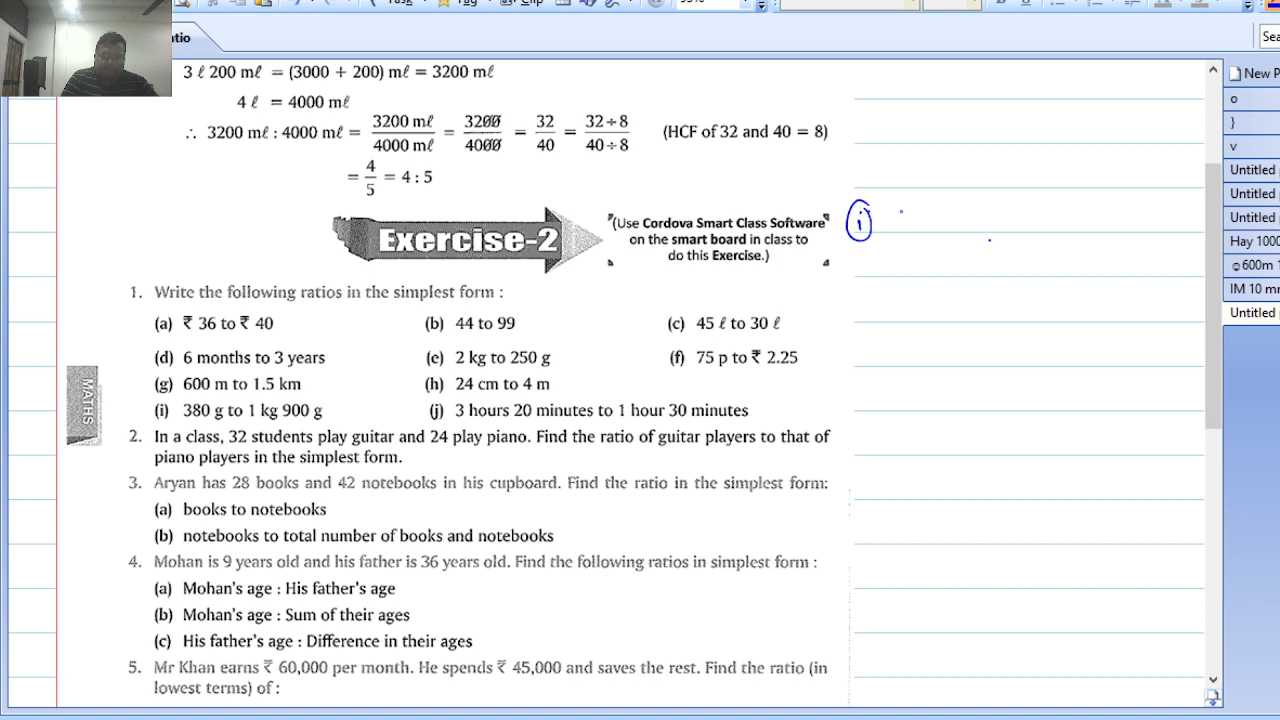 tio
Sea
3 ℓ 200 mℓ = (3000 + 200) mℓ = 3200 mℓ
4 ℓ = 4000 mℓ
∴ 3200 mℓ : 4000 mℓ = 3200 mℓ/4000 mℓ = 3200/4000 = 32/40 = 32÷8/40÷8 (HCF of 32 and 40 = 8)
= 4/5 = 4 : 5
Exercise-2
(Use Cordova Smart Class Software
on the smart board in class to
do this Exercise.)
i
1. Write the following ratios in the simplest form :
(a) ₹ 36 to ₹ 40 (b) 44 to 99 (c) 45 ℓ to 30 ℓ
(d) 6 months to 3 years (e) 2 kg to 250 g (f) 75 p to ₹ 2.25
(g) 600 m to 1.5 km (h) 24 cm to 4 m
(i) 380 g to 1 kg 900 g (j) 3 hours 20 minutes to 1 hour 30 minutes
MATHS
2. In a class, 32 students play guitar and 24 play piano. Find the ratio of guitar players to that of
piano players in the simplest form.
3. Aryan has 28 books and 42 notebooks in his cupboard. Find the ratio in the simplest form:
(a) books to notebooks
(b) notebooks to total number of books and notebooks
4. Mohan is 9 years old and his father is 36 years old. Find the following ratios in simplest form :
(a) Mohan's age : His father's age
(b) Mohan's age : Sum of their ages
(c) His father's age : Difference in their ages
5. Mr Khan earns ₹ 60,000 per month. He spends ₹ 45,000 and saves the rest. Find the ratio (in
lowest terms) of :
New P
o
}
v
Untitled
Untitled
Untitled
Hay 1000
600m 1
IM 10 mr
Untitled